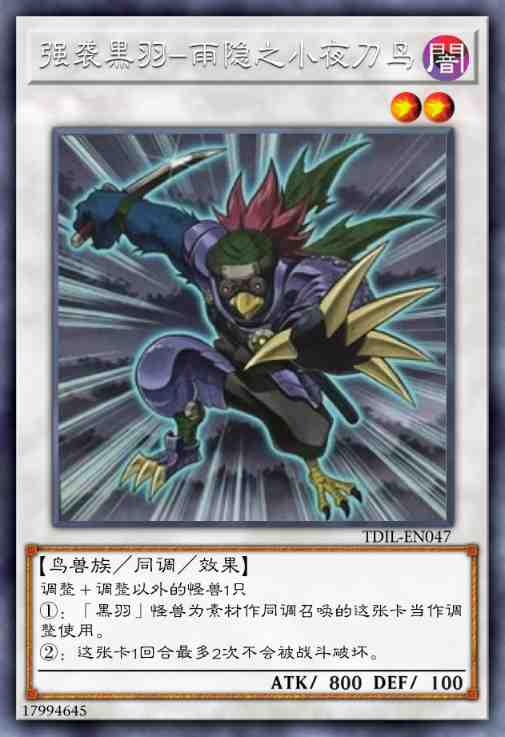 强袭黑羽-雨隐之小夜刀鸟
闇
TDIL-EN047
【鸟兽族／同调／效果】
调整＋调整以外的怪兽1只
①：「黑羽」怪兽为素材作同调召唤的这张卡当作调
整使用。
②：这张卡1回合最多2次不会被战斗破坏。
ATK/ 800 DEF/ 100
17994645